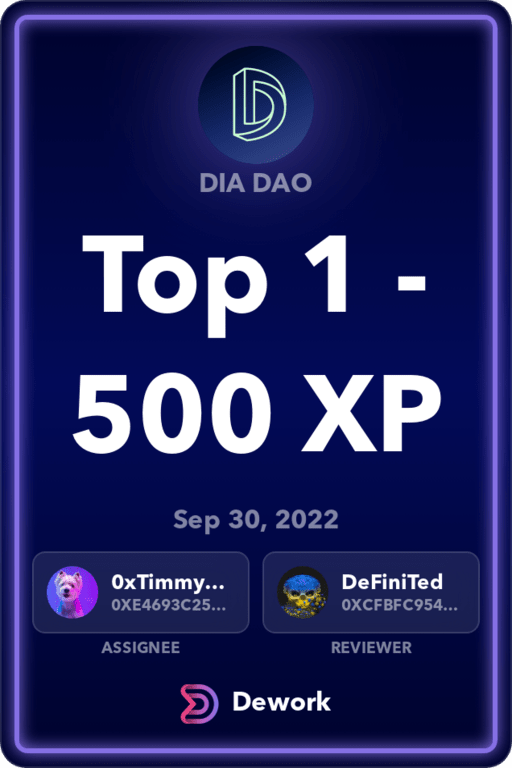 DIA DAO
Top 1 -
500 XP
Sep 30, 2022
0xTimmy...
0XE4693C25...
DeFiniTed
0XCFBFC954...
ASSIGNEE
REVIEWER
Dework